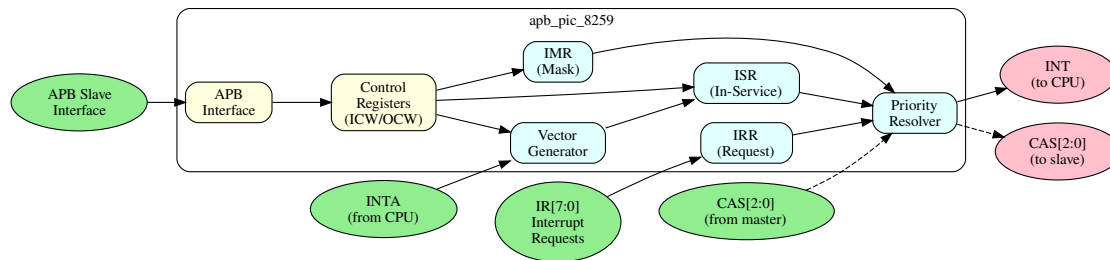 apb_pic_8259
APB Slave
Interface
APB
Interface
Control
Registers
(ICW/OCW)
IMR
(Mask)
ISR
(In-Service)
Vector
Generator
IRR
(Request)
Priority
Resolver
INT
(to CPU)
CAS[2:0]
(to slave)
INTA
(from CPU)
IR[7:0]
Interrupt
Requests
CAS[2:0]
(from master)